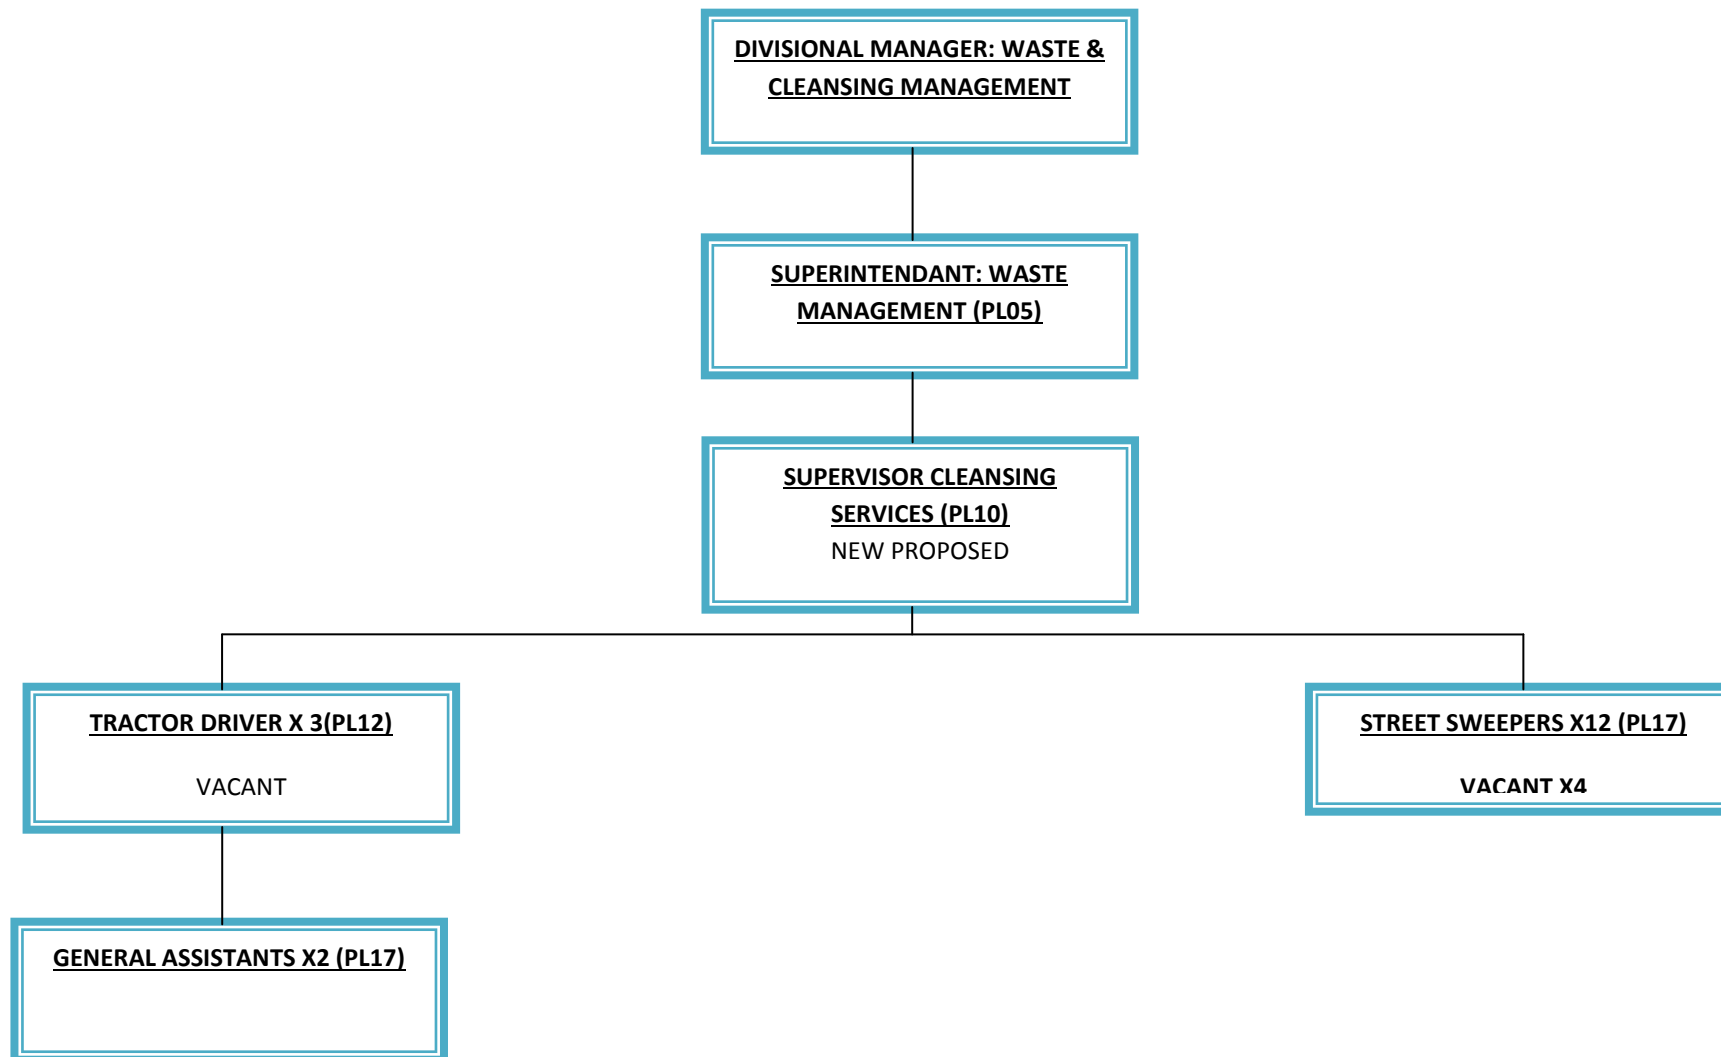 DIVISIONAL MANAGER: WASTE &
CLEANSING MANAGEMENT
SUPERINTENDANT: WASTE
MANAGEMENT (PL05)
SUPERVISOR CLEANSING
SERVICES (PL10)
NEW PROPOSED
TRACTOR DRIVER X 3(PL12)
VACANT
STREET SWEEPERS X12 (PL17)
VACANT X4
GENERAL ASSISTANTS X2 (PL17)